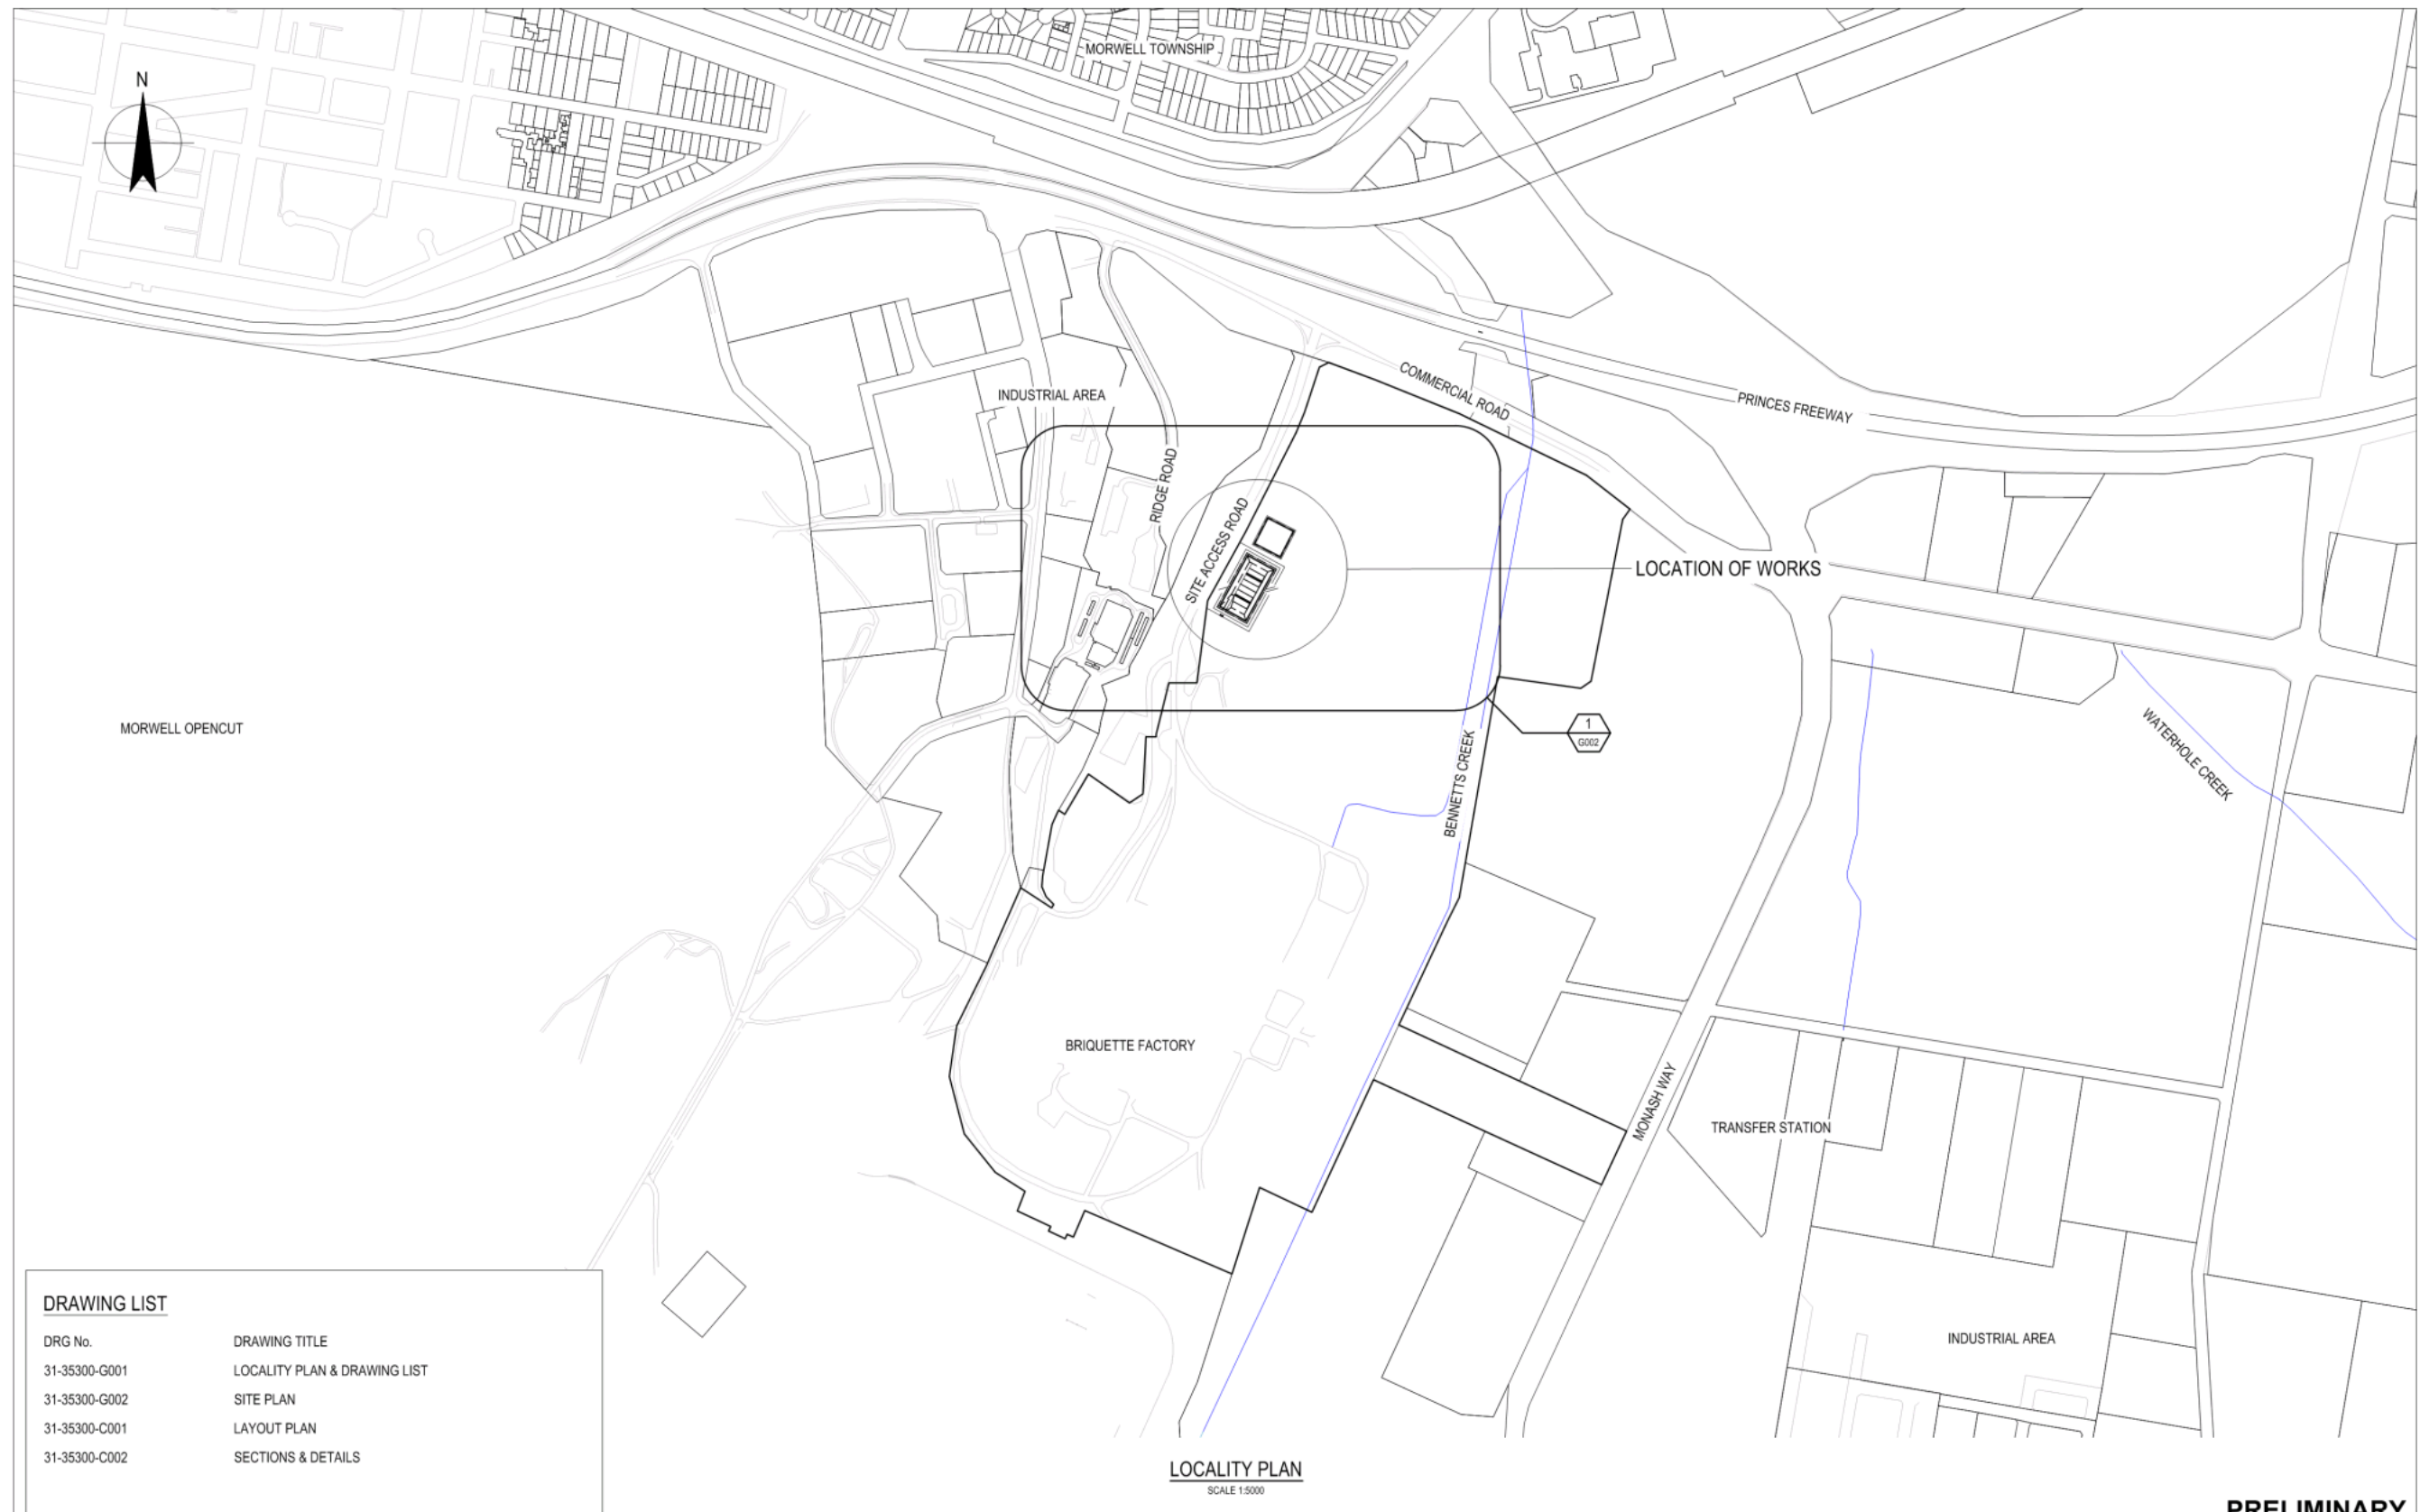 MORWELL TOWNSHIP
N
COMMERCIAL ROAD
PRINCES FREEWAY
INDUSTRIAL AREA
RIDGE ROAD
SITE ACCESS ROAD
LOCATION OF WORKS
MORWELL OPENCUT
1
G002
BENNETTS CREEK
WATERHOLE CREEK
BRIQUETTE FACTORY
MONASH WAY
TRANSFER STATION
INDUSTRIAL AREA
DRAWING LIST
DRG No. DRAWING TITLE
31-35300-G001 LOCALITY PLAN & DRAWING LIST
31-35300-G002 SITE PLAN
31-35300-C001 LAYOUT PLAN
31-35300-C002 SECTIONS & DETAILS
LOCALITY PLAN
SCALE 1:5000
PRELIMINARY